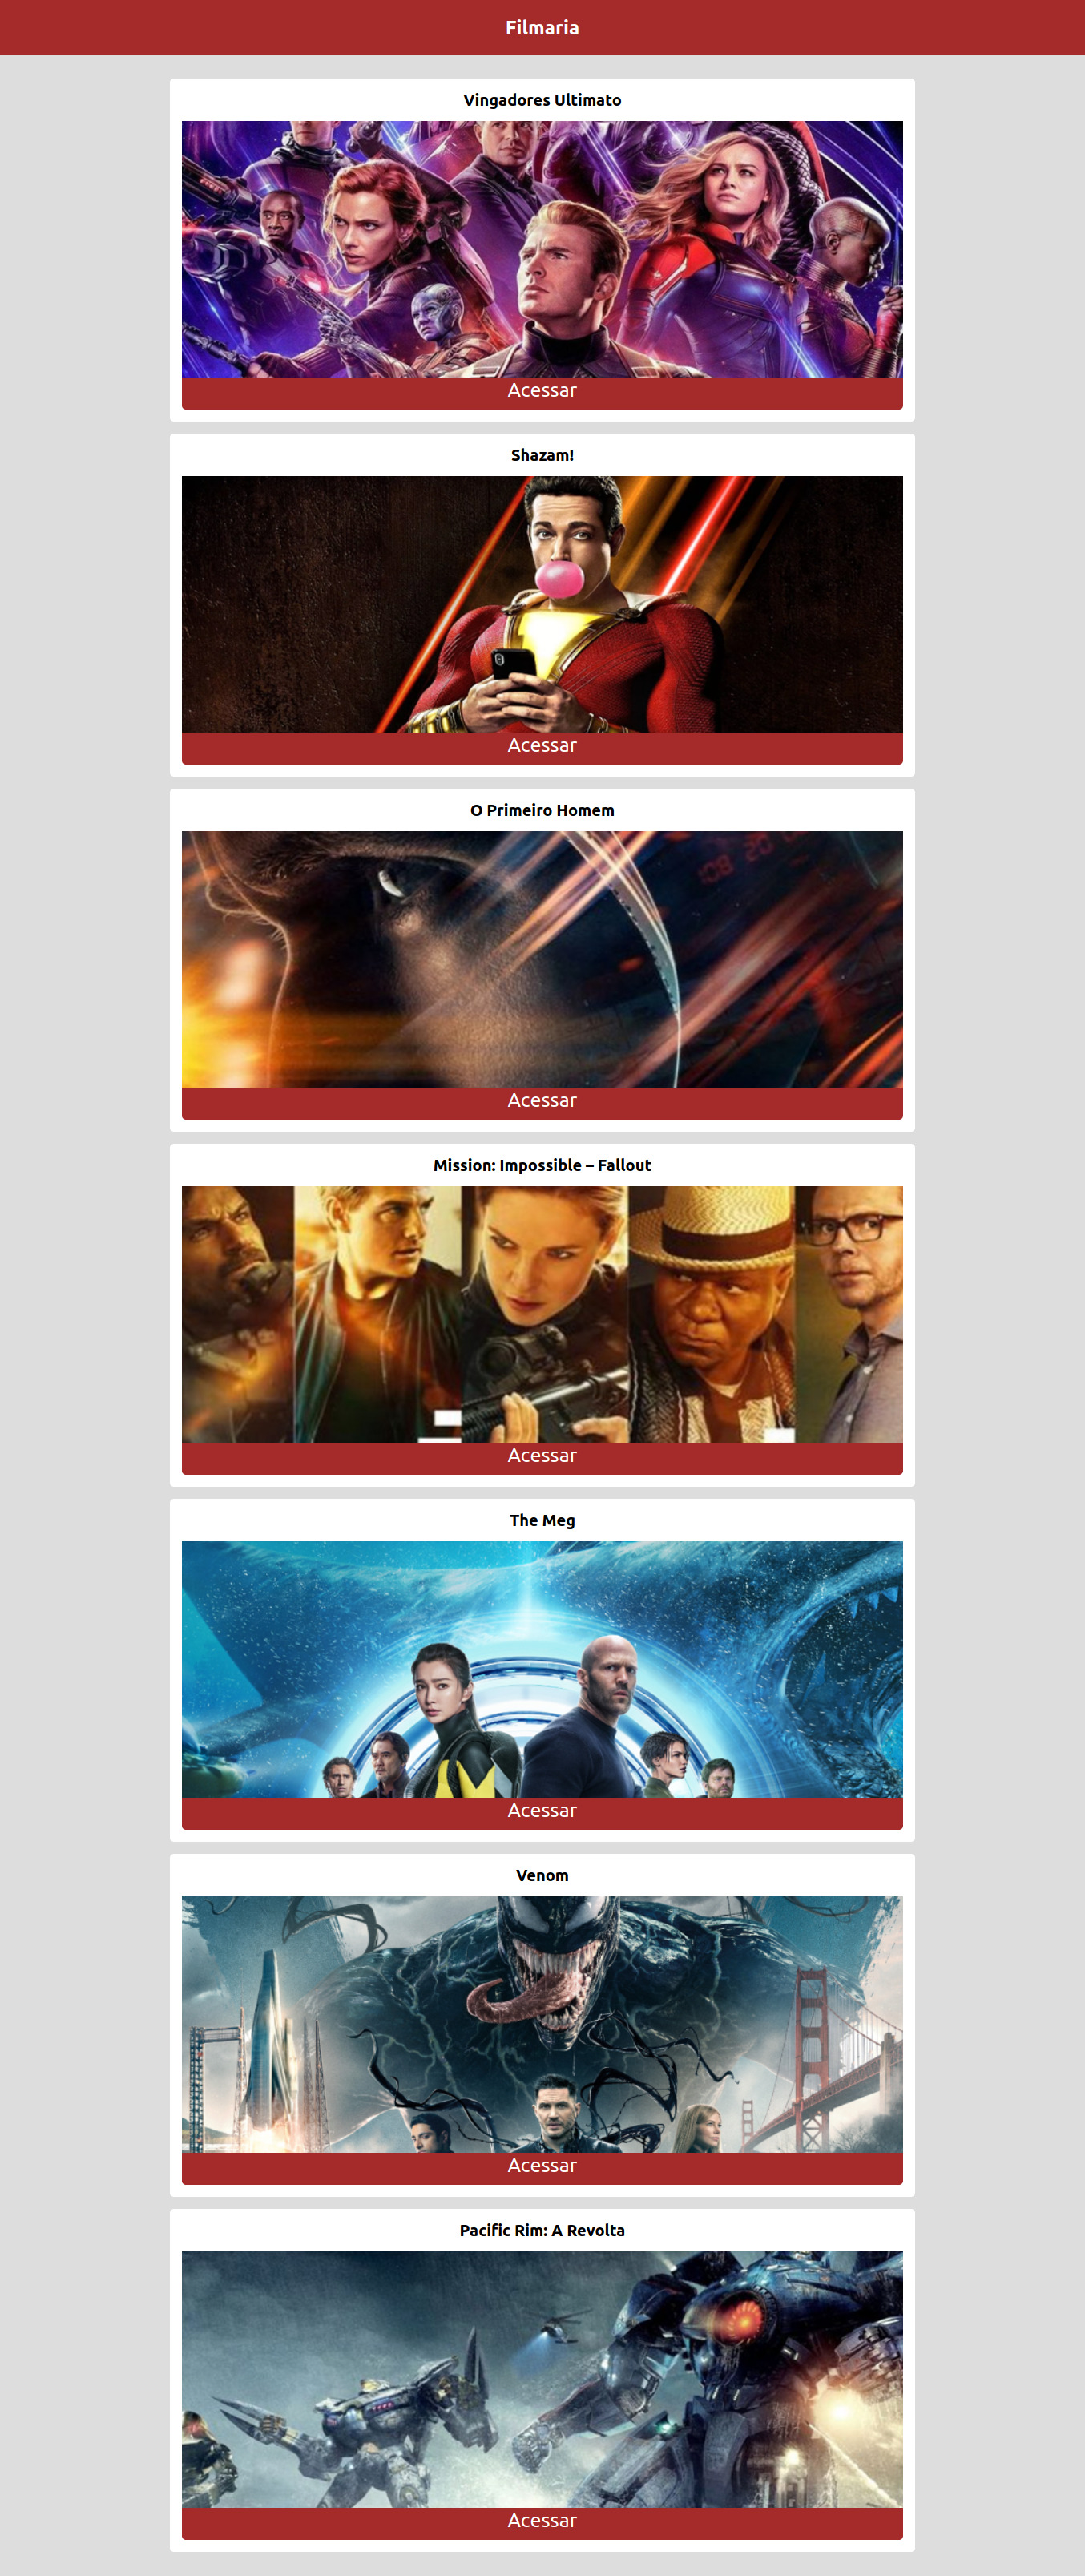 Filmaria
Vingadores Ultimato
Acessar
Shazam!
Acessar
O Primeiro Homem
Acessar
Mission: Impossible – Fallout
Acessar
The Meg
Acessar
Venom
Acessar
Pacific Rim: A Revolta
Acessar